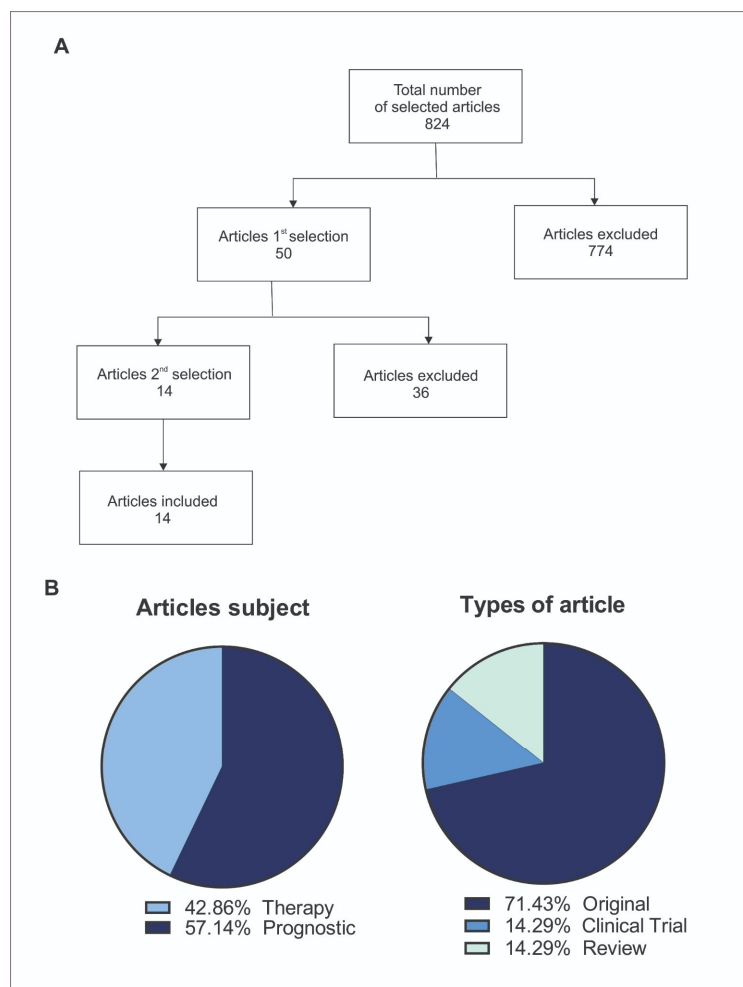 A
Total number
of selected articles
824
Articles 1st selection
50
Articles excluded
774
Articles 2nd selection
14
Articles excluded
36
Articles included
14
B
Articles subject
42.86% Therapy
57.14% Prognostic
Types of article
71.43% Original
14.29% Clinical Trial
14.29% Review